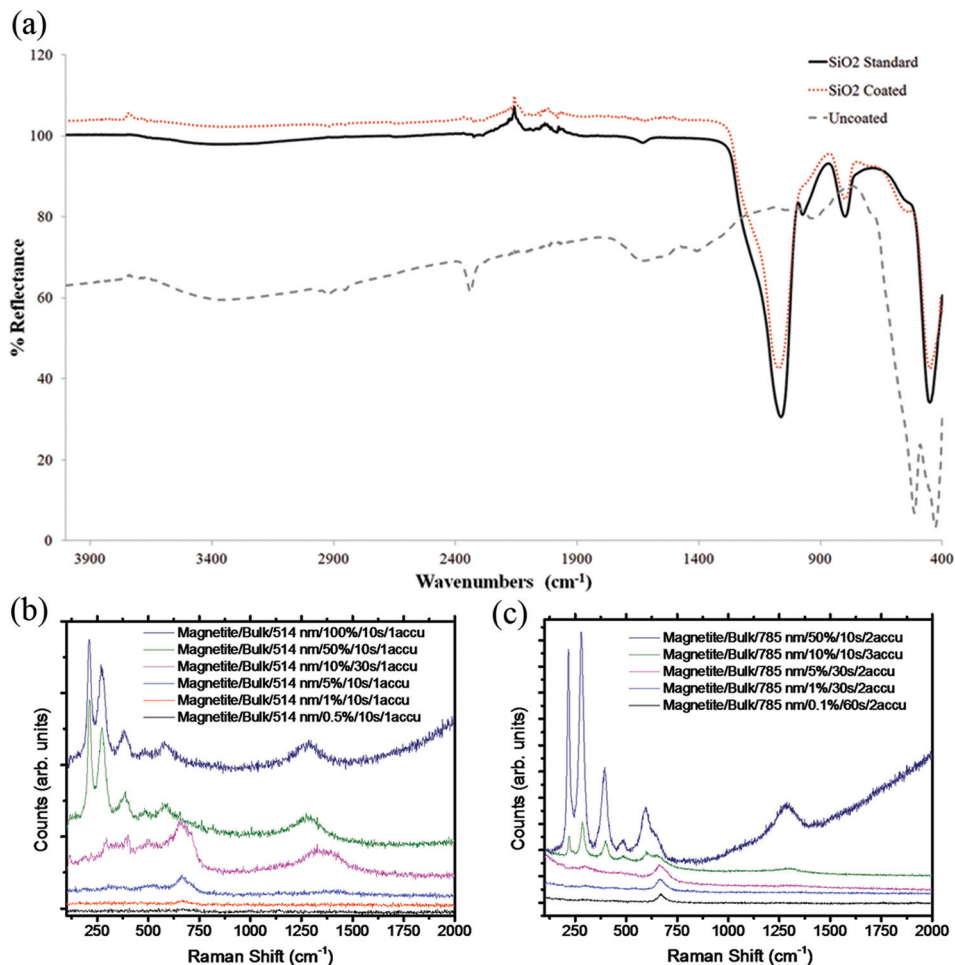 (a)
120
100
80
60
40
20
0
% Reflectance
3900
3400
2900
2400
1900
1400
900
400
Wavenumbers (cm-1)
SiO2 Standard
SiO2 Coated
Uncoated
(b)
Magnetite/Bulk/514 nm/100%/10s/1accu
Magnetite/Bulk/514 nm/50%/10s/1accu
Magnetite/Bulk/514 nm/10%/30s/1accu
Magnetite/Bulk/514 nm/5%/10s/1accu
Magnetite/Bulk/514 nm/1%/10s/1accu
Magnetite/Bulk/514 nm/0.5%/10s/1accu
Counts (arb. units)
250
500
750
1000
1250
1500
1750
2000
Raman Shift (cm-1)
(c)
Magnetite/Bulk/785 nm/50%/10s/2accu
Magnetite/Bulk/785 nm/10%/10s/3accu
Magnetite/Bulk/785 nm/5%/30s/2accu
Magnetite/Bulk/785 nm/1%/30s/2accu
Magnetite/Bulk/785 nm/0.1%/60s/2accu
Counts (arb. units)
250
500
750
1000
1250
1500
1750
2000
Raman Shift (cm-1)